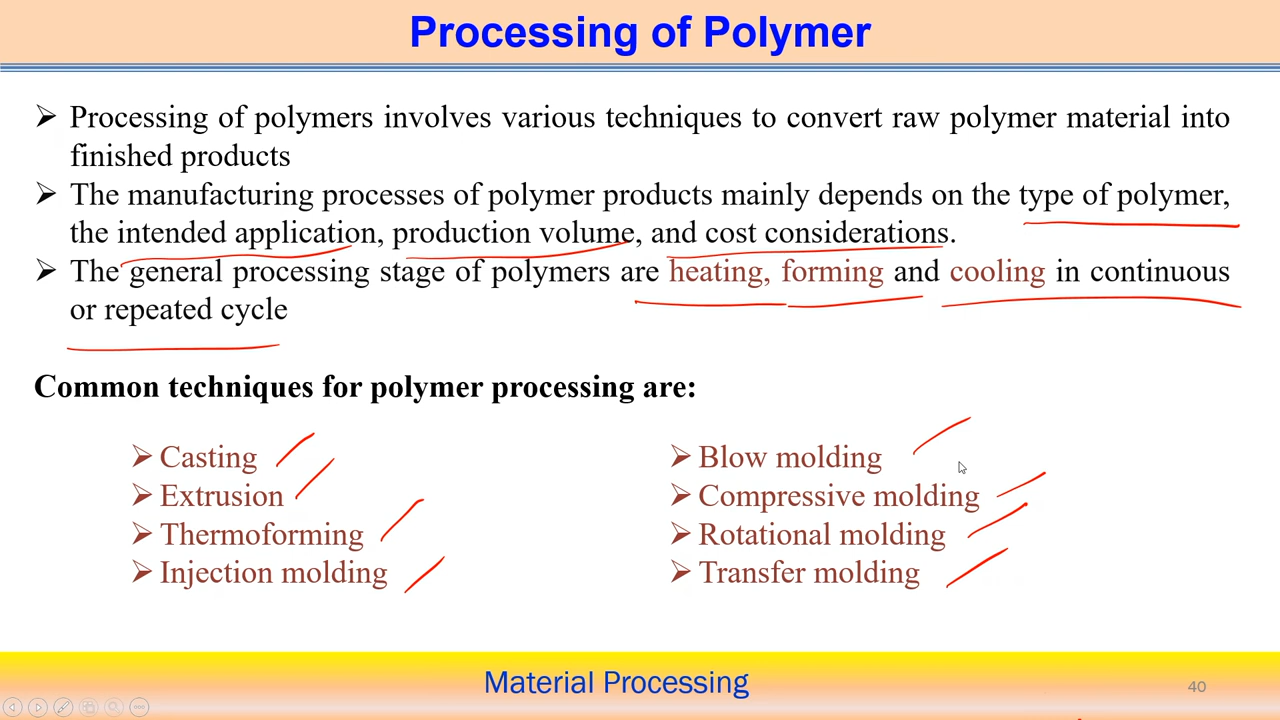 Processing of Polymer
➢ Processing of polymers involves various techniques to convert raw polymer material into
finished products
➢ The manufacturing processes of polymer products mainly depends on the type of polymer,
the intended application, production volume, and cost considerations.
➢ The general processing stage of polymers are heating, forming and cooling in continuous
or repeated cycle
Common techniques for polymer processing are:
➢ Casting
➢ Extrusion
➢ Thermoforming
➢ Injection molding
➢ Blow molding
➢ Compressive molding
➢ Rotational molding
➢ Transfer molding
Material Processing
40